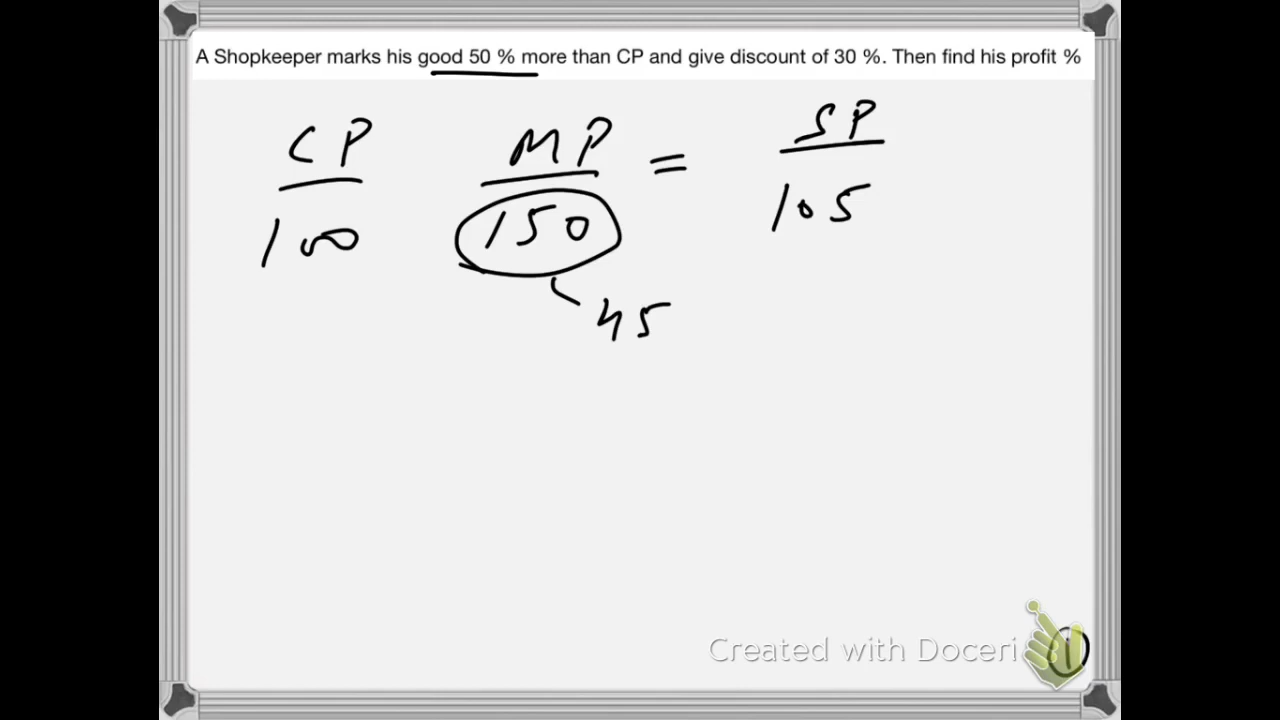 A Shopkeeper marks his good 50 % more than CP and give discount of 30 %. Then find his profit %
CP MP = SP
100 150 105
45
Created with Doceri